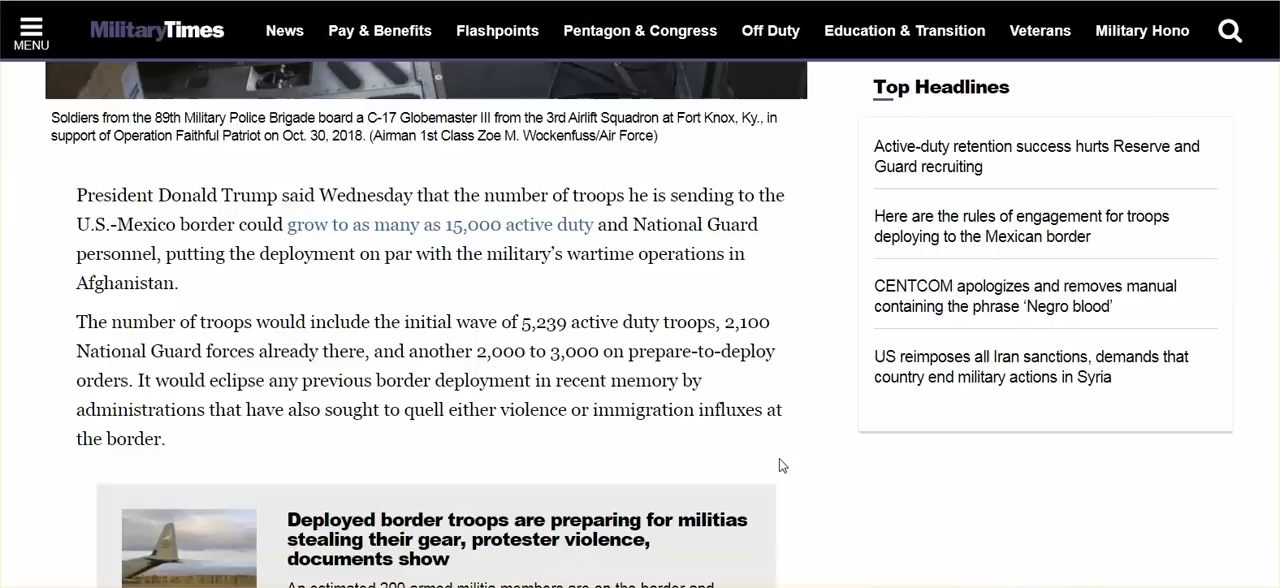 MENU
MilitaryTimes
News
Pay & Benefits
Flashpoints
Pentagon & Congress
Off Duty
Education & Transition
Veterans
Military Hono
Soldiers from the 89th Military Police Brigade board a C-17 Globemaster III from the 3rd Airlift Squadron at Fort Knox, Ky., in
support of Operation Faithful Patriot on Oct. 30, 2018. (Airman 1st Class Zoe M. Wockenfuss/Air Force)
President Donald Trump said Wednesday that the number of troops he is sending to the
U.S.-Mexico border could grow to as many as 15,000 active duty and National Guard
personnel, putting the deployment on par with the military’s wartime operations in
Afghanistan.
The number of troops would include the initial wave of 5,239 active duty troops, 2,100
National Guard forces already there, and another 2,000 to 3,000 on prepare-to-deploy
orders. It would eclipse any previous border deployment in recent memory by
administrations that have also sought to quell either violence or immigration influxes at
the border.
Deployed border troops are preparing for militias
stealing their gear, protester violence,
documents show
An estimated 200 armed militia members are on the border and
Top Headlines
Active-duty retention success hurts Reserve and
Guard recruiting
Here are the rules of engagement for troops
deploying to the Mexican border
CENTCOM apologizes and removes manual
containing the phrase ‘Negro blood’
US reimposes all Iran sanctions, demands that
country end military actions in Syria